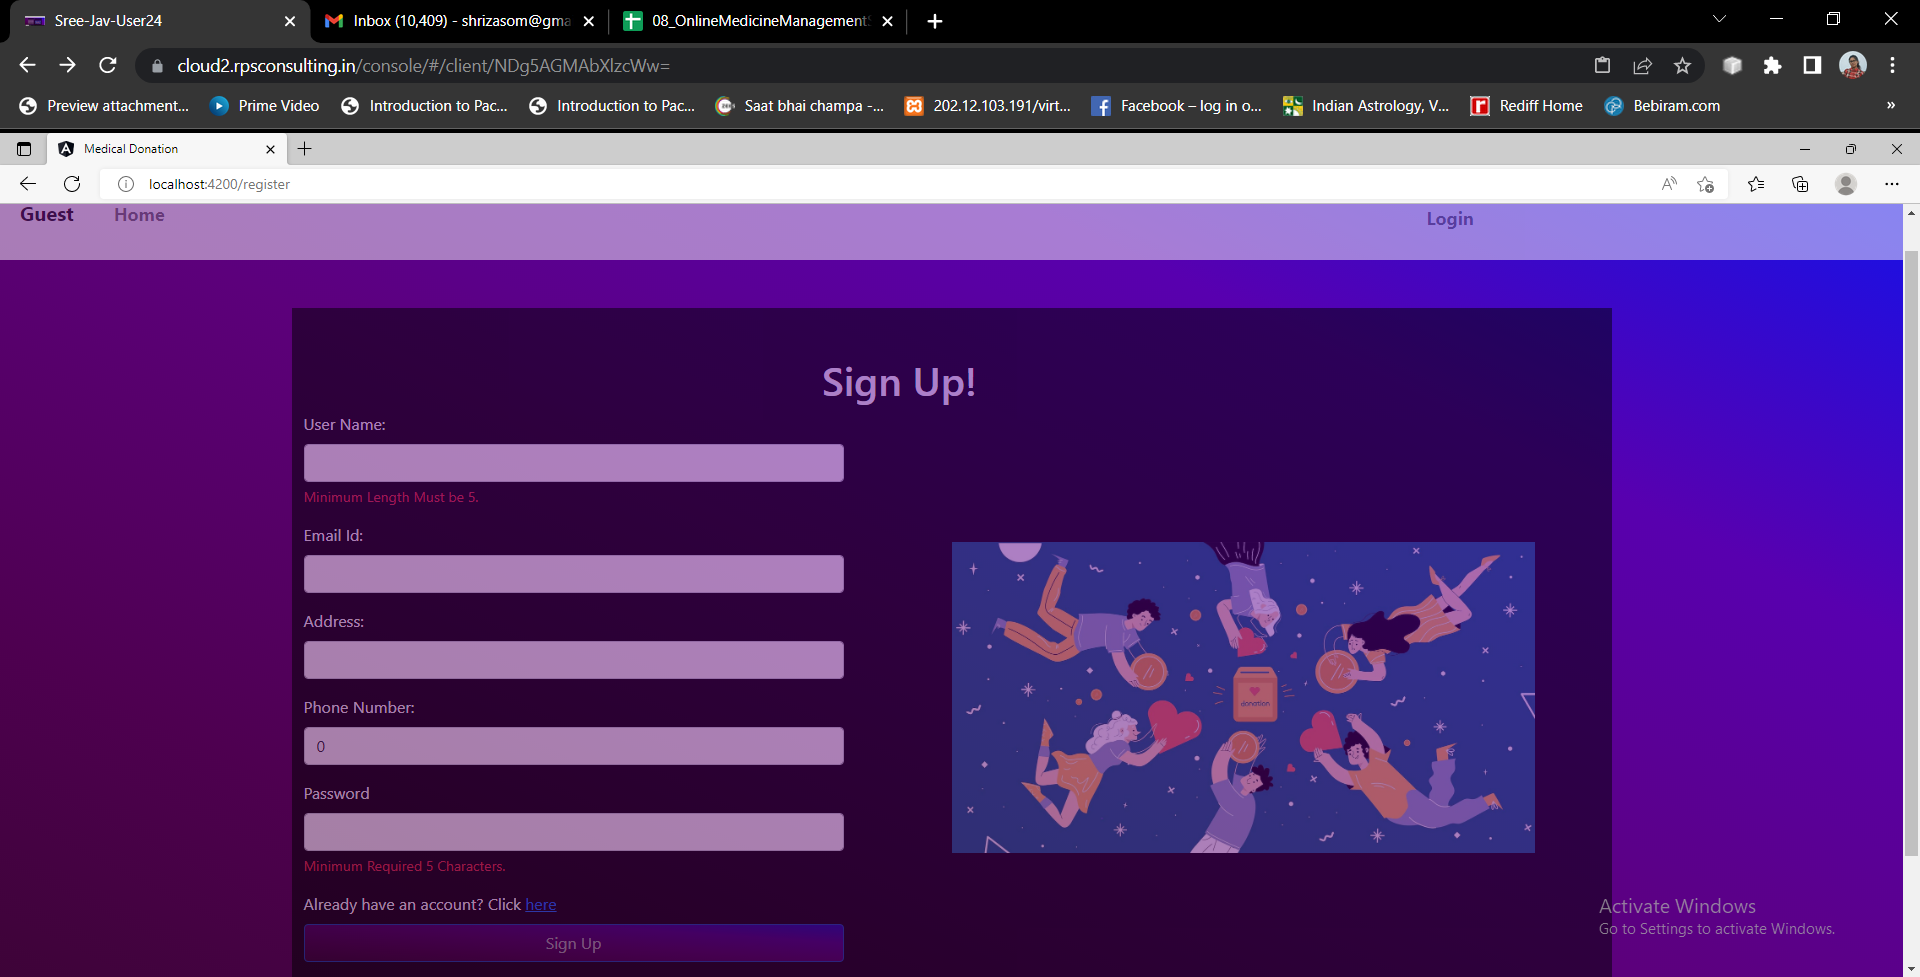 Sree-Jav-User24
Inbox (10,409) - shrizasom@gma
08_OnlineMedicineManagementS
cloud2.rpsconsulting.in/console/#/client/NDg5AGMAbXlzcWw=
Preview attachment...
Prime Video
Introduction to Pac...
Introduction to Pac...
Saat bhai champa -...
202.12.103.191/virt...
Facebook – log in o...
Indian Astrology, V...
Rediff Home
Bebiram.com
»
Medical Donation
localhost:4200/register
Guest
Home
Login
Sign Up!
User Name:
Minimum Length Must be 5.
Email Id:
Address:
Phone Number:
0
Password
Minimum Required 5 Characters.
Already have an account? Click here
Sign Up
donation
Activate Windows
Go to Settings to activate Windows.